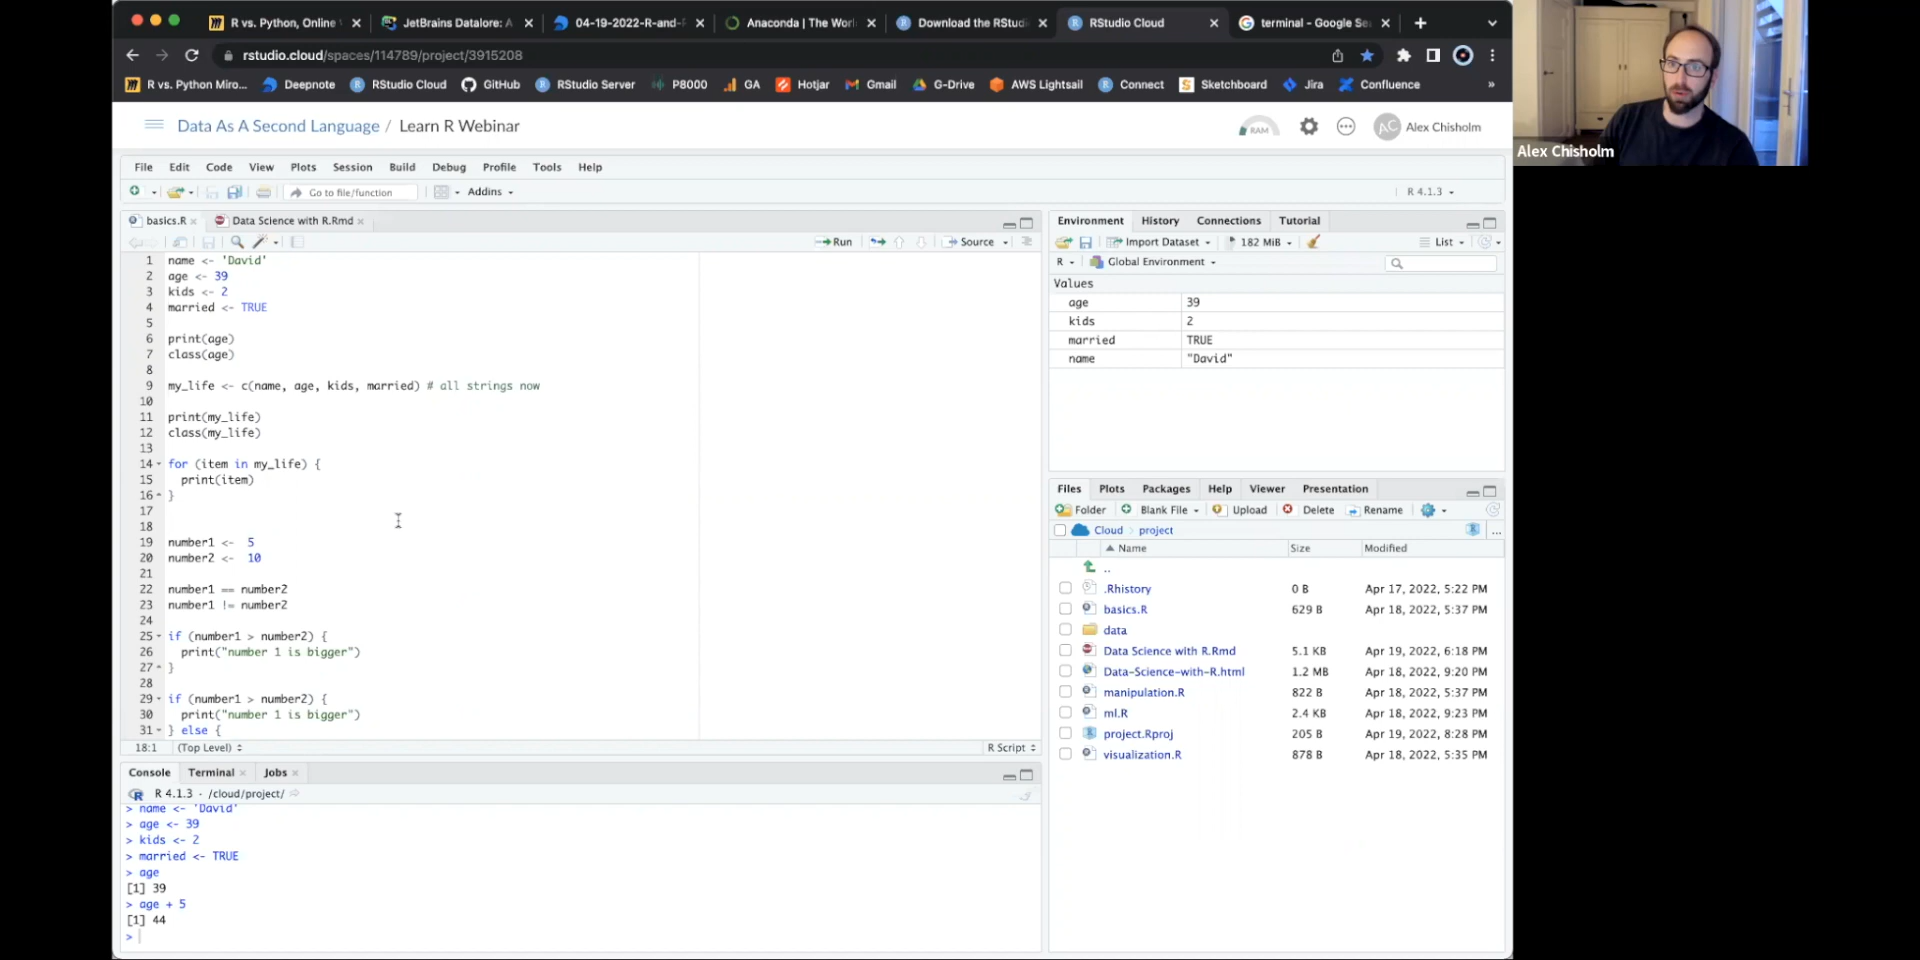 R vs. Python, Online
JetBrains Datalore: A
04-19-2022-R-and-
Anaconda | The Worl
Download the RStudi
RStudio Cloud
terminal - Google Se
rstudio.cloud/spaces/114789/project/3915208
R vs. Python Miro...
Deepnote
RStudio Cloud
GitHub
RStudio Server
P8000
GA
Hotjar
Gmail
G-Drive
AWS Lightsail
Connect
Sketchboard
Jira
Confluence
»
Data As A Second Language / Learn R Webinar
RAM
AC Alex Chisholm
Alex Chisholm
File Edit Code View Plots Session Build Debug Profile Tools Help
Go to file/function
Addins
R 4.1.3
basics.R
Data Science with R.Rmd
Run
Source
1 name <- 'David'
2 age <- 39
3 kids <- 2
4 married <- TRUE
5
6 print(age)
7 class(age)
8
9 my_life <- c(name, age, kids, married) # all strings now
10
11 print(my_life)
12 class(my_life)
13
14 for (item in my_life) {
15 print(item)
16 }
17
18
19 number1 <- 5
20 number2 <- 10
21
22 number1 == number2
23 number1 != number2
24
25 if (number1 > number2) {
26 print("number 1 is bigger")
27 }
28
29 if (number1 > number2) {
30 print("number 1 is bigger")
31 } else {
18:1 (Top Level)
R Script
Console Terminal Jobs
R 4.1.3 · /cloud/project/
> name <- 'David'
> age <- 39
> kids <- 2
> married <- TRUE
> age
[1] 39
> age + 5
[1] 44
>
Environment History Connections Tutorial
Import Dataset
182 MiB
List
R
Global Environment
Values
age 39
kids 2
married TRUE
name "David"
Files Plots Packages Help Viewer Presentation
Folder Blank File Upload Delete Rename
Cloud project
...
Name Size Modified
..
.Rhistory 0 B Apr 17, 2022, 5:22 PM
basics.R 629 B Apr 18, 2022, 5:37 PM
data
Data Science with R.Rmd 5.1 KB Apr 19, 2022, 6:18 PM
Data-Science-with-R.html 1.2 MB Apr 18, 2022, 9:20 PM
manipulation.R 822 B Apr 18, 2022, 5:37 PM
ml.R 2.4 KB Apr 18, 2022, 9:23 PM
project.Rproj 205 B Apr 19, 2022, 8:28 PM
visualization.R 878 B Apr 18, 2022, 5:35 PM